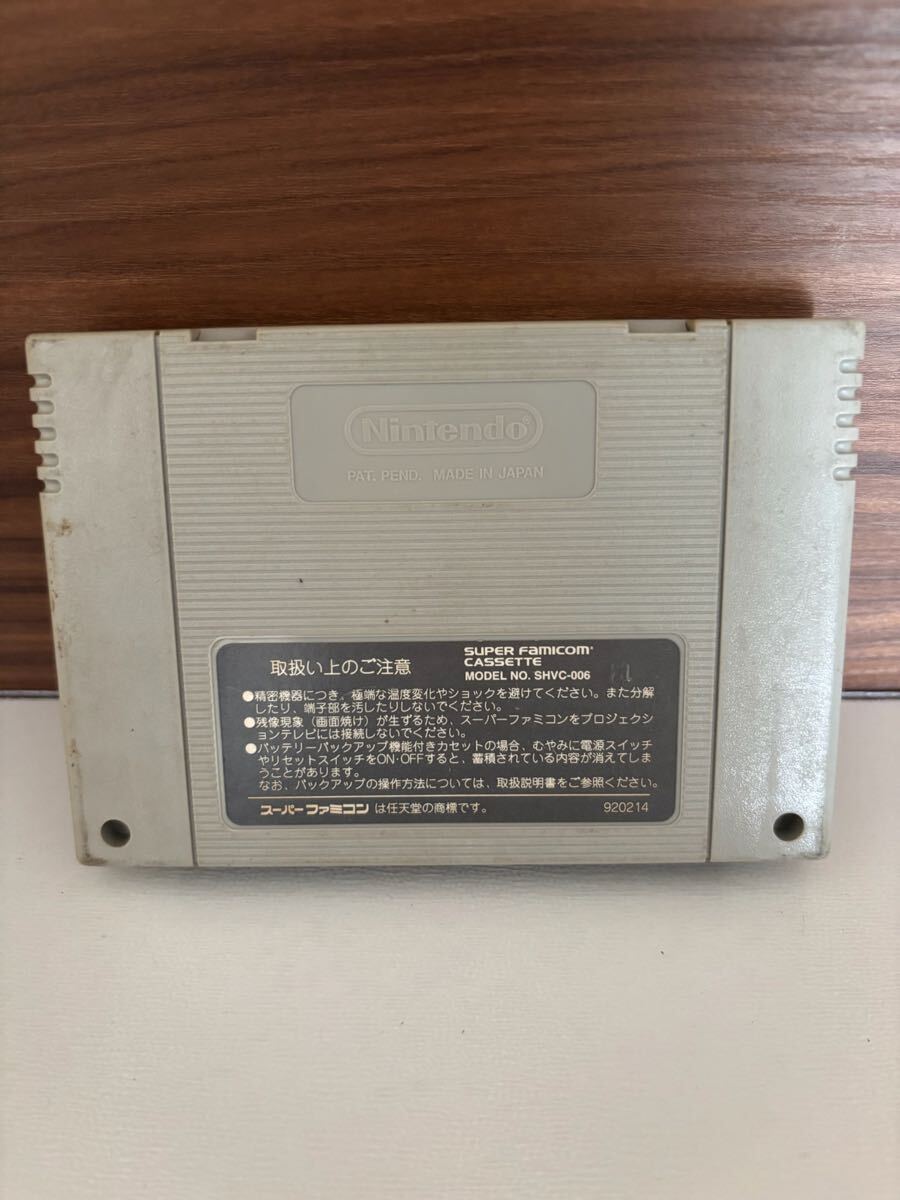 Nintendo®
PAT. PEND. MADE IN JAPAN
取扱い上のご注意
SUPER FAMICOM
CASSETTE
MODEL NO. SHVC-006
●精密機器につき、極端な温度変化やショックを避けてください。また分解
したり、端子部を汚したりしないでください。
●残像現象（画面焼け）が生ずるため、スーパーファミコンをプロジェクシ
ョンテレビには接続しないでください。
●バッテリーバックアップ機能付きカセットの場合、むやみに電源スイッチ
やリセットスイッチをON・OFFすると、蓄積されている内容が消えてしま
うことがあります。
なお、バックアップの操作方法については、取扱説明書をご参照ください。
スーパーファミコンは任天堂の商標です。
920214